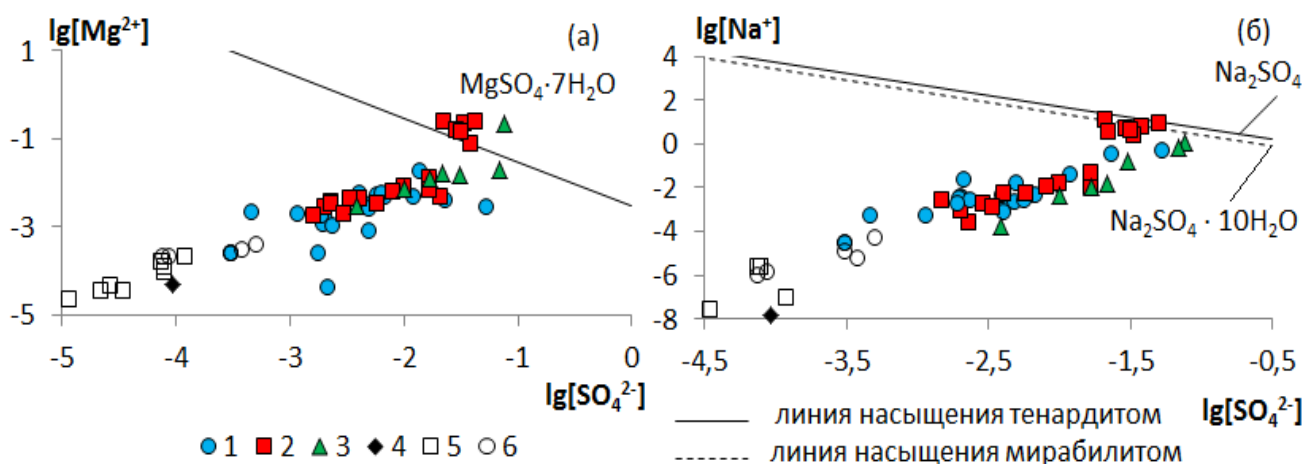 lg[Mg²⁺]
(а)
1
-1
-3
-5
MgSO₄·7H₂O
-5 -4 -3 -2 -1 0
lg[SO₄²⁻]
1 2 3 4 5 6
lg[Na⁺]
(б)
4
2
0
-2
-4
-6
-8
Na₂SO₄
Na₂SO₄ · 10H₂O
-4,5 -3,5 -2,5 -1,5 -0,5
линия насыщения тенардитом
lg[SO₄²⁻]
линия насыщения мирабилитом